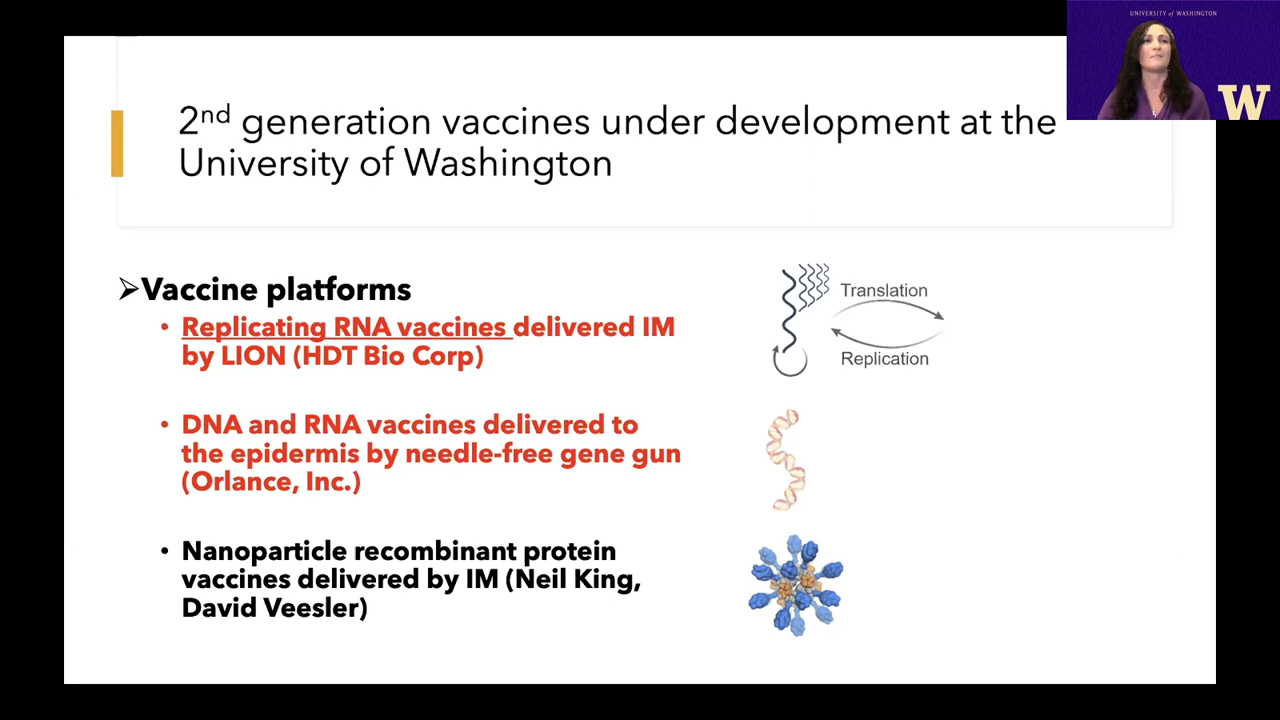 UNIVERSITY of WASHINGTON
W
2nd generation vaccines under development at the
University of Washington
➢Vaccine platforms
• Replicating RNA vaccines delivered IM
by LION (HDT Bio Corp)
Translation
Replication
• DNA and RNA vaccines delivered to
the epidermis by needle-free gene gun
(Orlance, Inc.)
• Nanoparticle recombinant protein
vaccines delivered by IM (Neil King,
David Veesler)